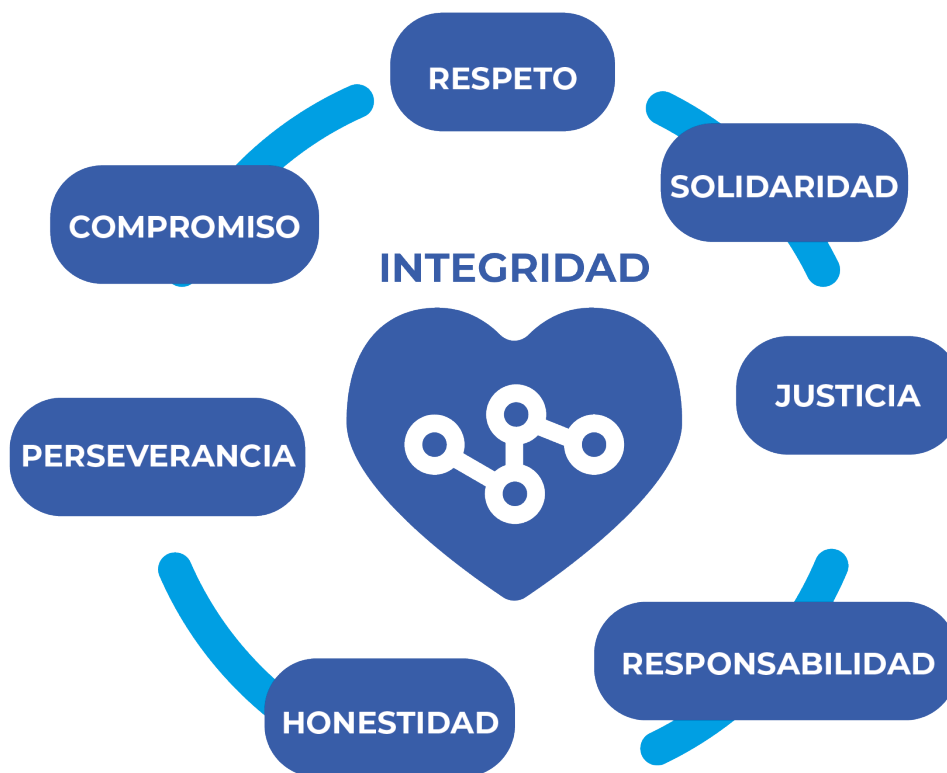 RESPETO
SOLIDARIDAD
COMPROMISO
INTEGRIDAD
JUSTICIA
PERSEVERANCIA
RESPONSABILIDAD
HONESTIDAD